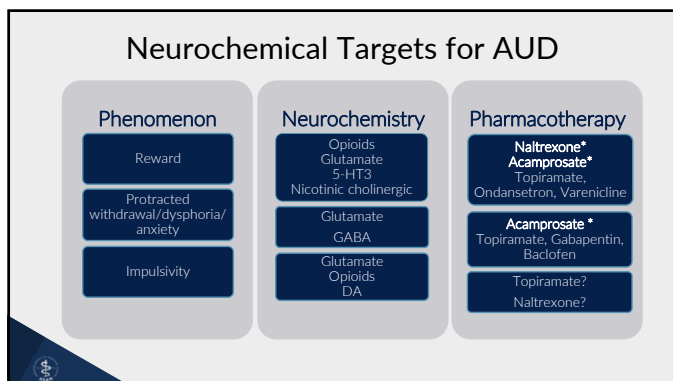 Neurochemical Targets for AUD
Phenomenon
Reward
Protracted
withdrawal/dysphoria/
anxiety
Impulsivity
Neurochemistry
Opioids
Glutamate
5-HT3
Nicotinic cholinergic
Glutamate
GABA
Glutamate
Opioids
DA
Pharmacotherapy
Naltrexone*
Acamprosate*
Topiramate,
Ondansetron, Varenicline
Acamprosate *
Topiramate, Gabapentin,
Baclofen
Topiramate?
Naltrexone?